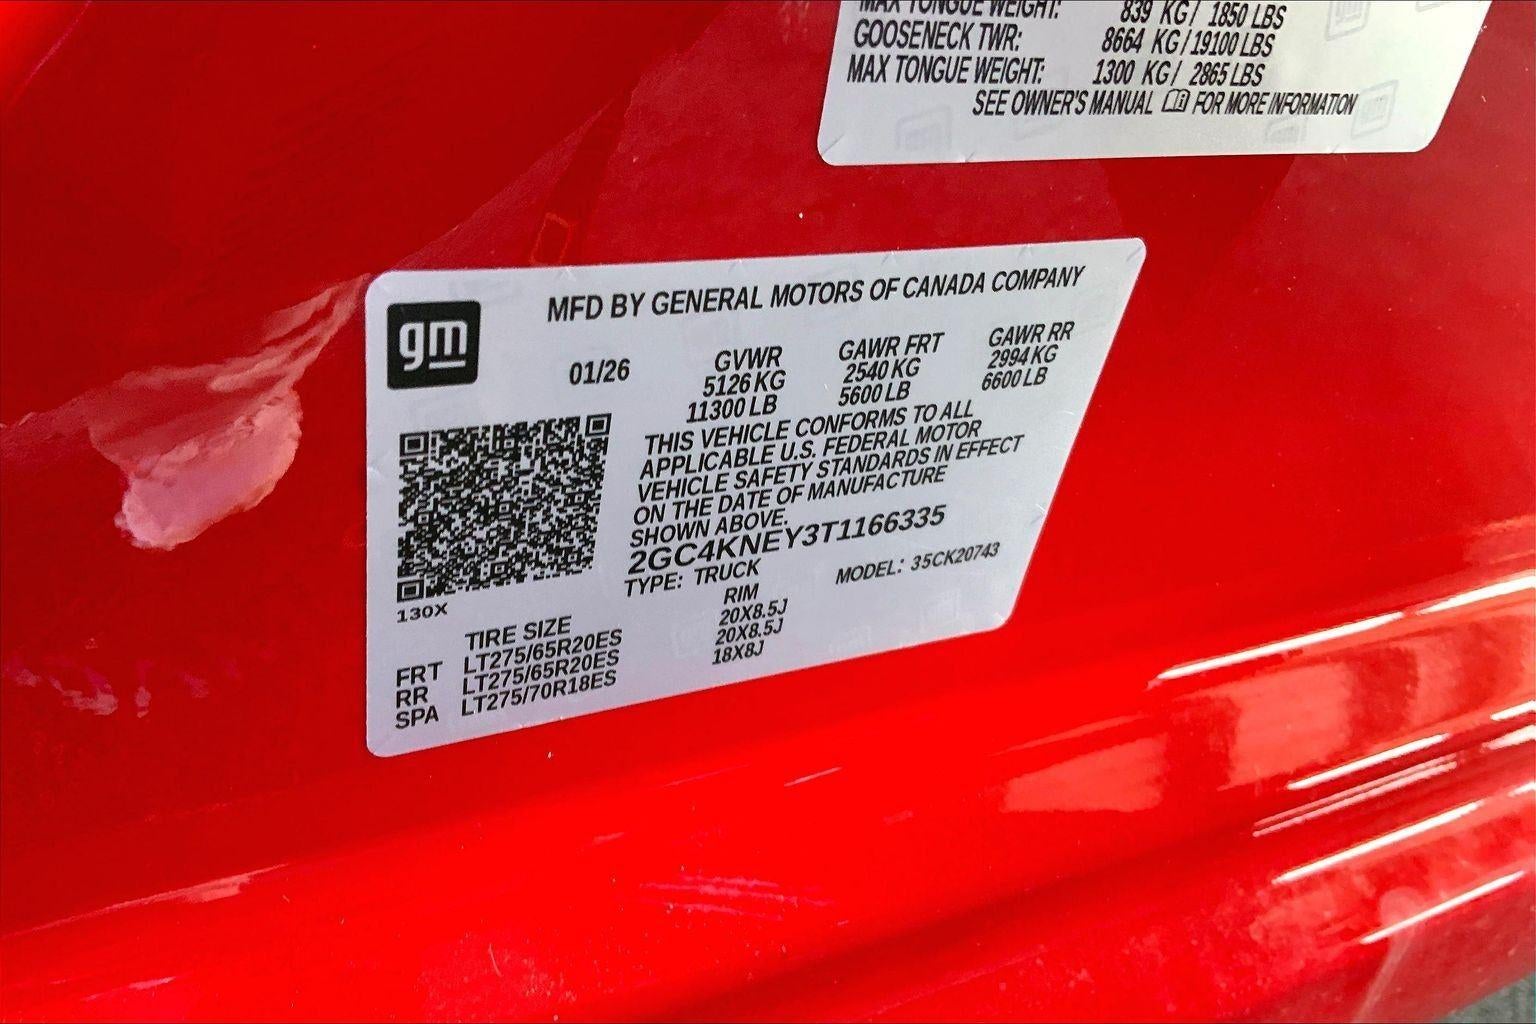 MAX TONGUE WEIGHT: 839 KG/ 1850 LBS
GOOSENECK TWR: 8664 KG/19100 LBS
MAX TONGUE WEIGHT: 1300 KG/ 2865 LBS
SEE OWNER'S MANUAL FOR MORE INFORMATION
gm
MFD BY GENERAL MOTORS OF CANADA COMPANY
01/26
GVWR GAWR FRT GAWR RR
5126 KG 2540 KG 2994 KG
11300 LB 5600 LB 6600 LB
THIS VEHICLE CONFORMS TO ALL
APPLICABLE U.S. FEDERAL MOTOR
VEHICLE SAFETY STANDARDS IN EFFECT
ON THE DATE OF MANUFACTURE
SHOWN ABOVE.
2GC4KNEY3T1166335
TYPE: TRUCK MODEL: 35CK20743
130X
TIRE SIZE RIM
FRT LT275/65R20ES 20X8.5J
RR LT275/65R20ES 20X8.5J
SPA LT275/70R18ES 18X8J